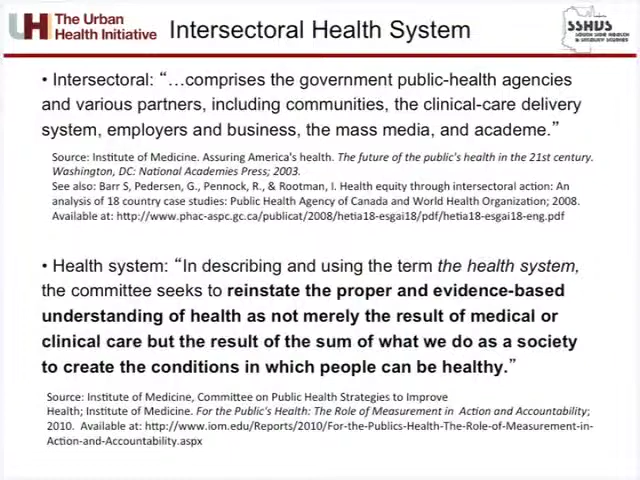 UH The Urban
Health Initiative
Intersectoral Health System
SSHVS
SOUTH SIDE HEALTH
& VITALITY STUDIES
• Intersectoral: “…comprises the government public-health agencies
and various partners, including communities, the clinical-care delivery
system, employers and business, the mass media, and academe.”
Source: Institute of Medicine. Assuring America's health. The future of the public's health in the 21st century.
Washington, DC: National Academies Press; 2003.
See also: Barr S, Pedersen, G., Pennock, R., & Rootman, I. Health equity through intersectoral action: An
analysis of 18 country case studies: Public Health Agency of Canada and World Health Organization; 2008.
Available at: http://www.phac-aspc.gc.ca/publicat/2008/hetia18-esgai18/pdf/hetia18-esgai18-eng.pdf
• Health system: “In describing and using the term the health system,
the committee seeks to reinstate the proper and evidence-based
understanding of health as not merely the result of medical or
clinical care but the result of the sum of what we do as a society
to create the conditions in which people can be healthy.”
Source: Institute of Medicine, Committee on Public Health Strategies to Improve
Health; Institute of Medicine. For the Public's Health: The Role of Measurement in Action and Accountability;
2010. Available at: http://www.iom.edu/Reports/2010/For-the-Publics-Health-The-Role-of-Measurement-in-
Action-and-Accountability.aspx